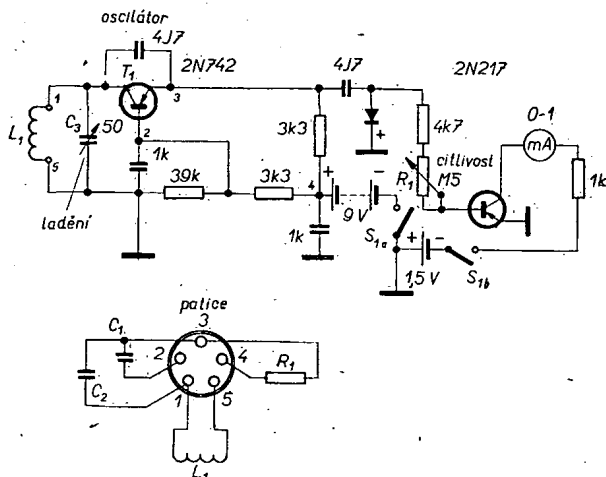 oscilátor
4J7
2N742
4J7
2N217
T1
1
3
3k3
4k7
0-1
mA
L1
C3
50
2
R1
citlivost
M5
1k
5
1k
39k
3k3
4
+
-
9 V
1k
ladění
S1a
+
-
1,5 V
S1b
palice
C1
3
2
4
R1
C2
1
5
L1
+